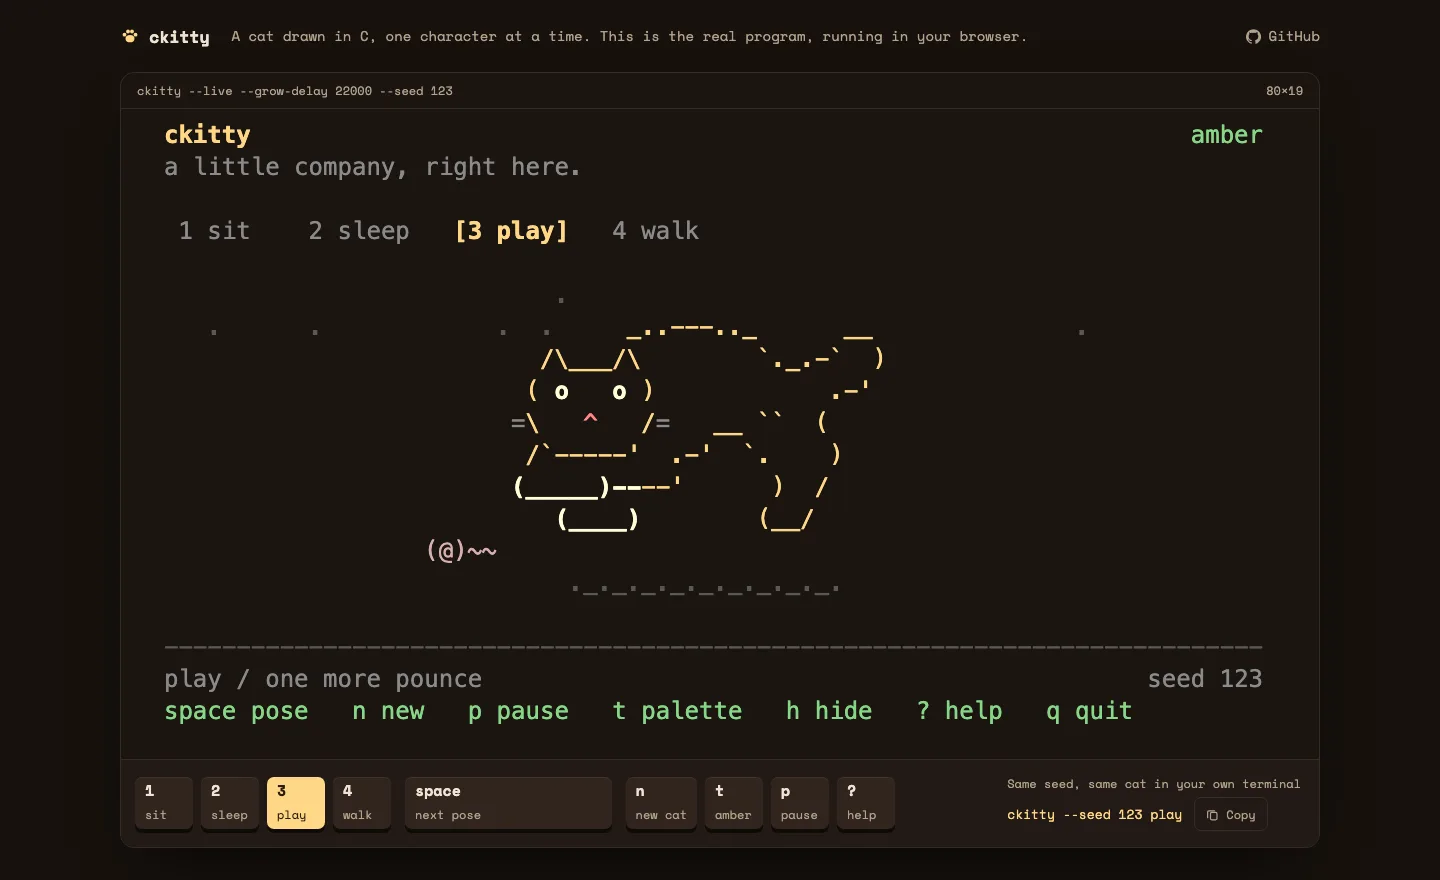 ckitty A cat drawn in C, one character at a time. This is the real program, running in your browser. GitHub
ckitty --live --grow-delay 22000 --seed 123 80×19
ckitty amber
a little company, right here.
1 sit 2 sleep [3 play] 4 walk
play / one more pounce seed 123
space pose n new p pause t palette h hide ? help q quit
1 2 3 4 space n t p ?
sit sleep play walk next pose new cat amber pause help
Same seed, same cat in your own terminal
ckitty --seed 123 play Copy